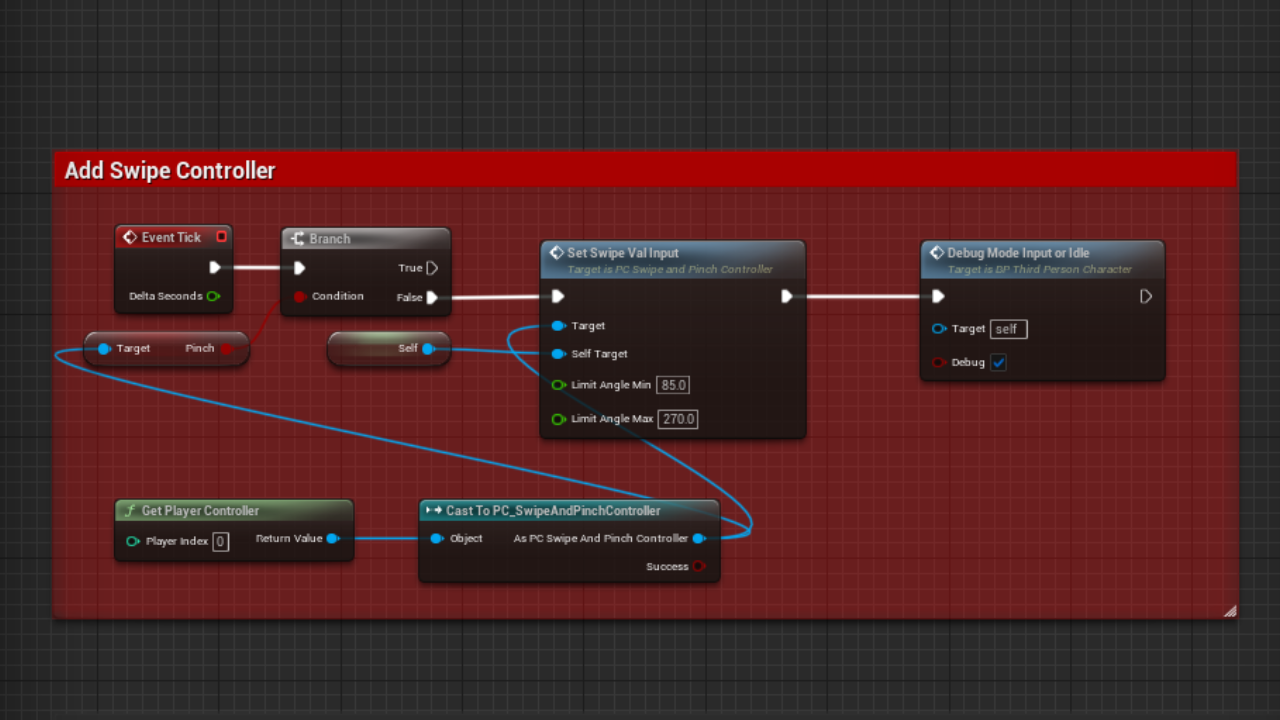 Add Swipe Controller
Event Tick
Delta Seconds
Branch
True
Condition
False
Target Pinch
Self
Set Swipe Val Input
Target is PC Swipe and Pinch Controller
Target
Self Target
Limit Angle Min 85.0
Limit Angle Max 270.0
Debug Mode Input or Idle
Target is BP Third Person Character
Target self
Debug
Get Player Controller
Player Index 0 Return Value
Cast To PC_SwipeAndPinchController
Object As PC Swipe And Pinch Controller
Success